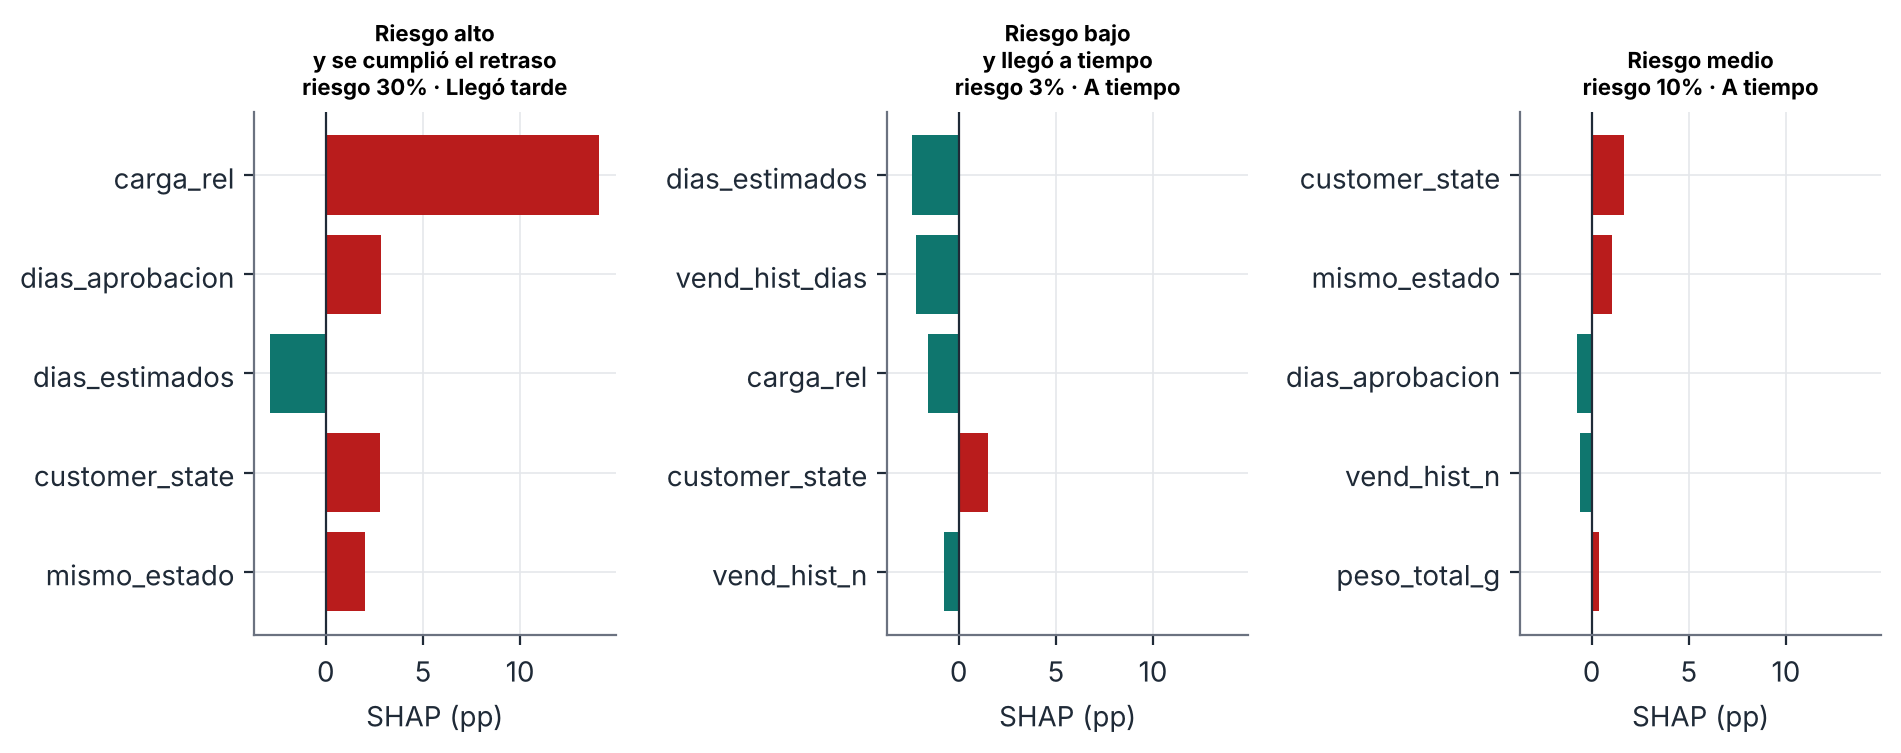 Riesgo alto
y se cumplió el retraso
riesgo 30% · Llegó tarde
carga_rel
dias_aprobacion
dias_estimados
customer_state
mismo_estado
0 5 10
SHAP (pp)
Riesgo bajo
y llegó a tiempo
riesgo 3% · A tiempo
dias_estimados
vend_hist_dias
carga_rel
customer_state
vend_hist_n
0 5 10
SHAP (pp)
Riesgo medio
riesgo 10% · A tiempo
customer_state
mismo_estado
dias_aprobacion
vend_hist_n
peso_total_g
0 5 10
SHAP (pp)